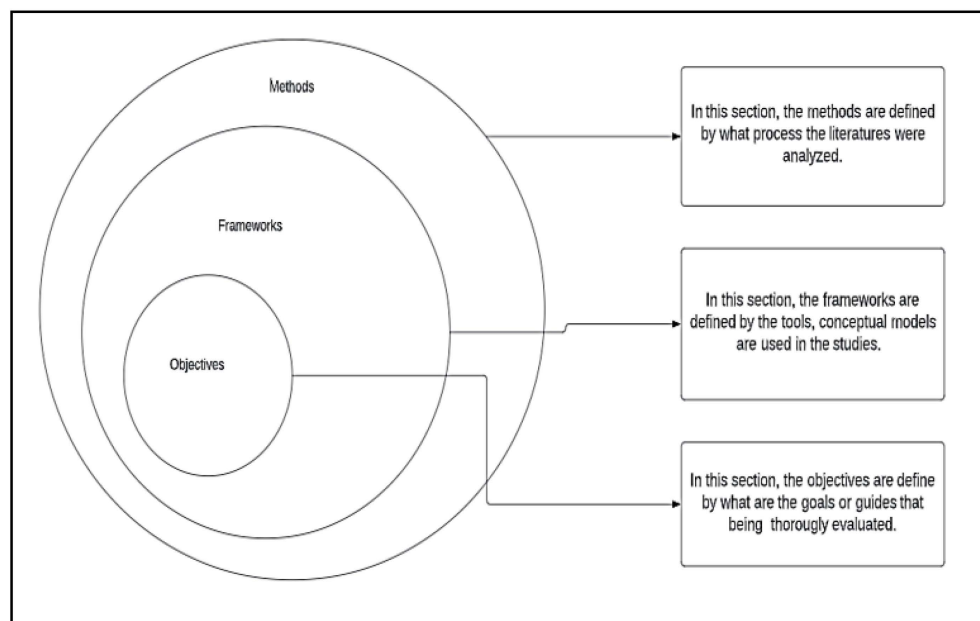 Methods
In this section, the methods are defined
by what process the literatures were
analyzed.
Frameworks
In this section, the frameworks are
defined by the tools, conceptual models
are used in the studies.
Objectives
In this section, the objectives are define
by what are the goals or guides that
being thorougly evaluated.